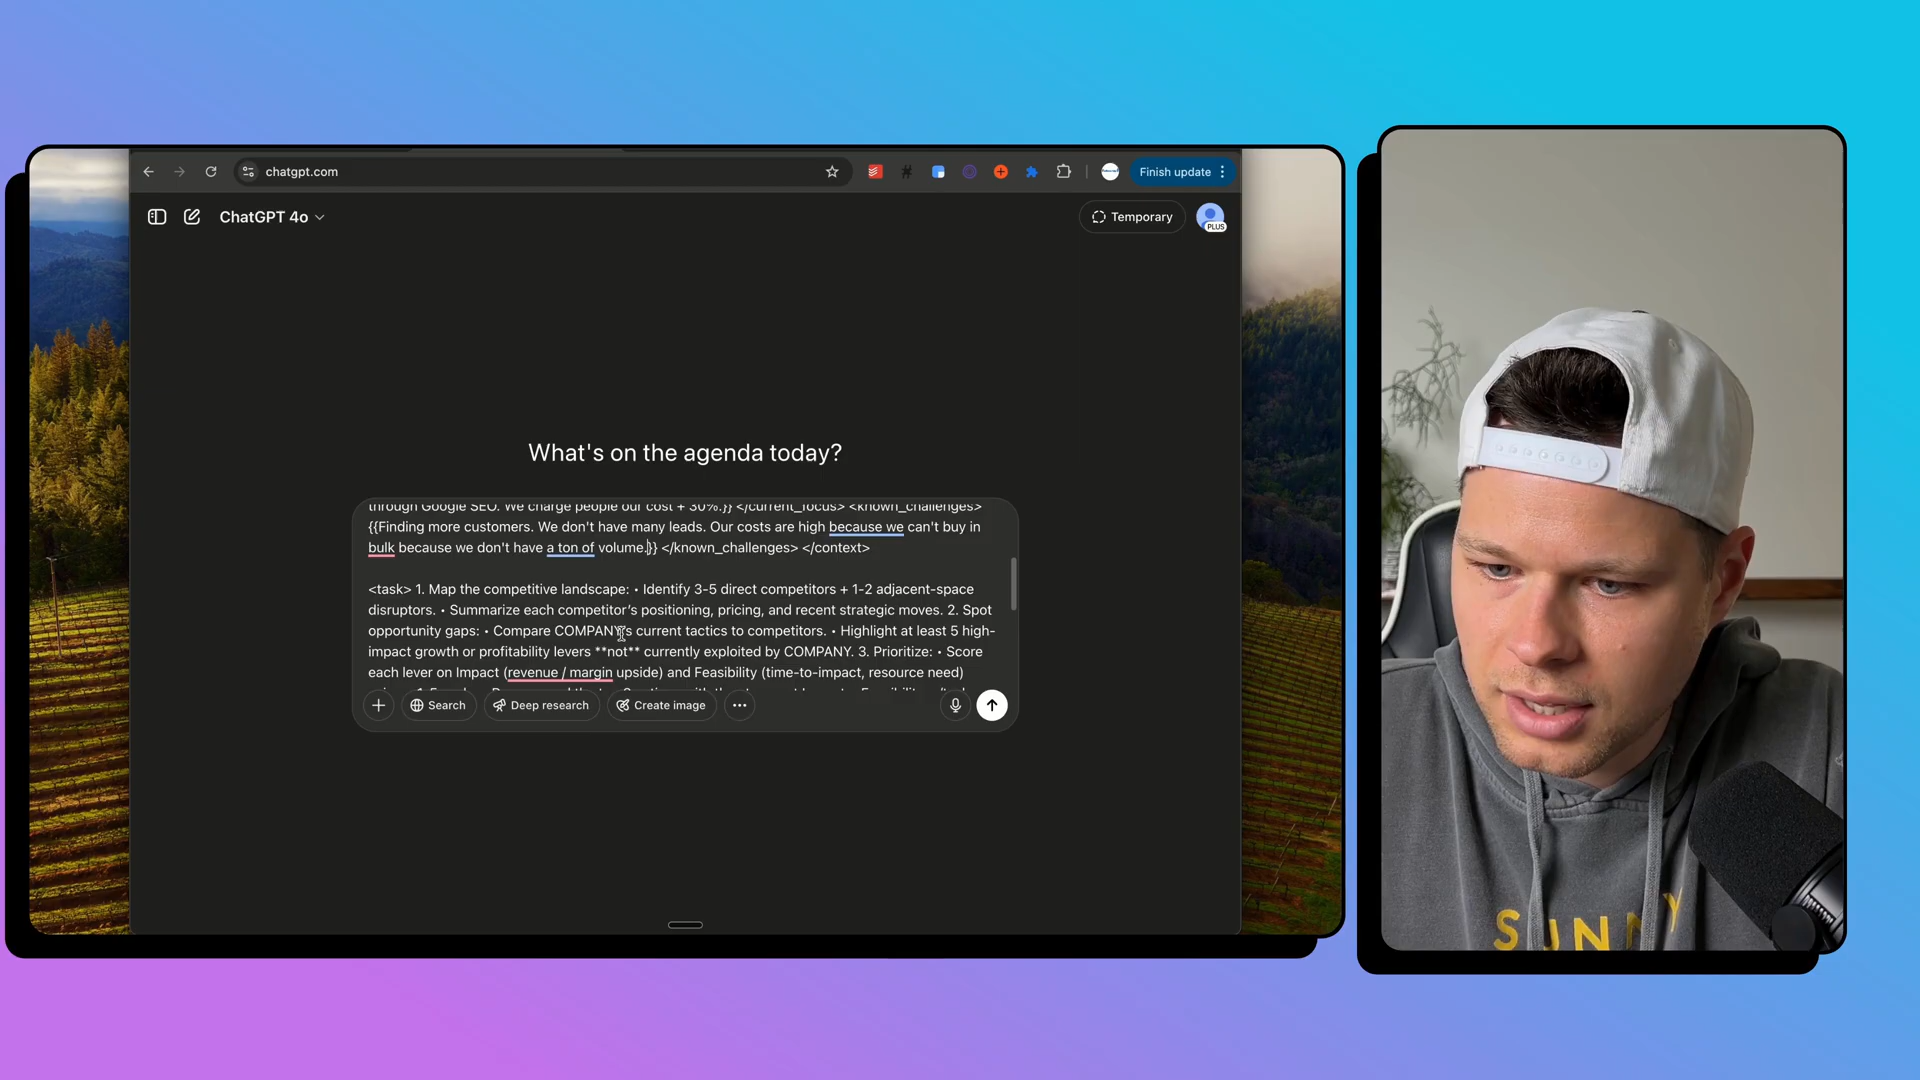 chatgpt.com
Finish update
ChatGPT 4o
Temporary
PLUS
What's on the agenda today?
through Google SEO. We charge people our cost + 30%.}} </current_focus> <known_challenges>
{{Finding more customers. We don't have many leads. Our costs are high because we can't buy in
bulk because we don't have a ton of volume.}} </known_challenges> </context>
<task> 1. Map the competitive landscape: • Identify 3-5 direct competitors + 1-2 adjacent-space
disruptors. • Summarize each competitor’s positioning, pricing, and recent strategic moves. 2. Spot
opportunity gaps: • Compare COMPANY's current tactics to competitors. • Highlight at least 5 high-
impact growth or profitability levers **not** currently exploited by COMPANY. 3. Prioritize: • Score
each lever on Impact (revenue / margin upside) and Feasibility (time-to-impact, resource need)
Search
Deep research
Create image
SUNNY